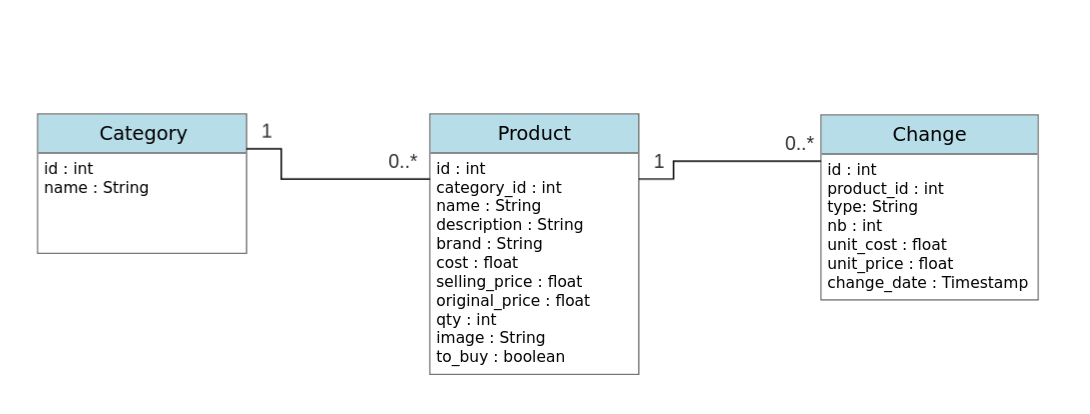 Category
id : int
name : String
1
0..*
Product
id : int
category_id : int
name : String
description : String
brand : String
cost : float
selling_price : float
original_price : float
qty : int
image : String
to_buy : boolean
1
0..*
Change
id : int
product_id : int
type: String
nb : int
unit_cost : float
unit_price : float
change_date : Timestamp